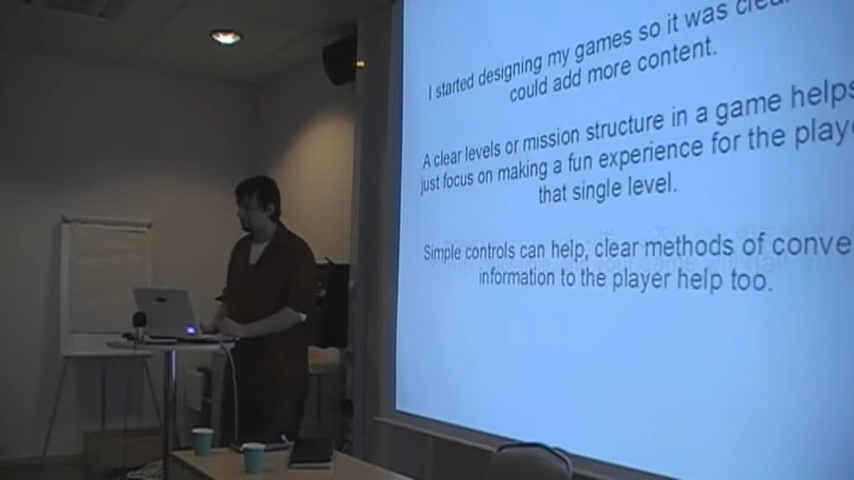 I started designing my games so it was clear
could add more content.
A clear levels or mission structure in a game helps
just focus on making a fun experience for the player
that single level.
Simple controls can help, clear methods of conve
information to the player help too.